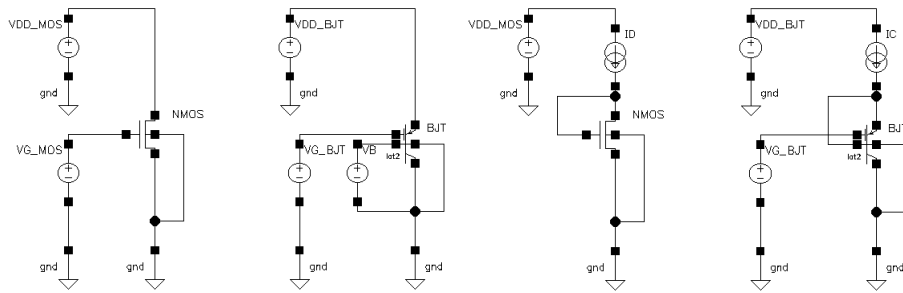 VDD_MOS
gnd
NMOS
VG_MOS
gnd
gnd
VDD_BJT
gnd
BJT
VG_BJT
VB
lat2
gnd
gnd
VDD_MOS
ID
gnd
NMOS
gnd
VDD_BJT
IC
gnd
BJT
VG_BJT
lat2
gnd
gnd